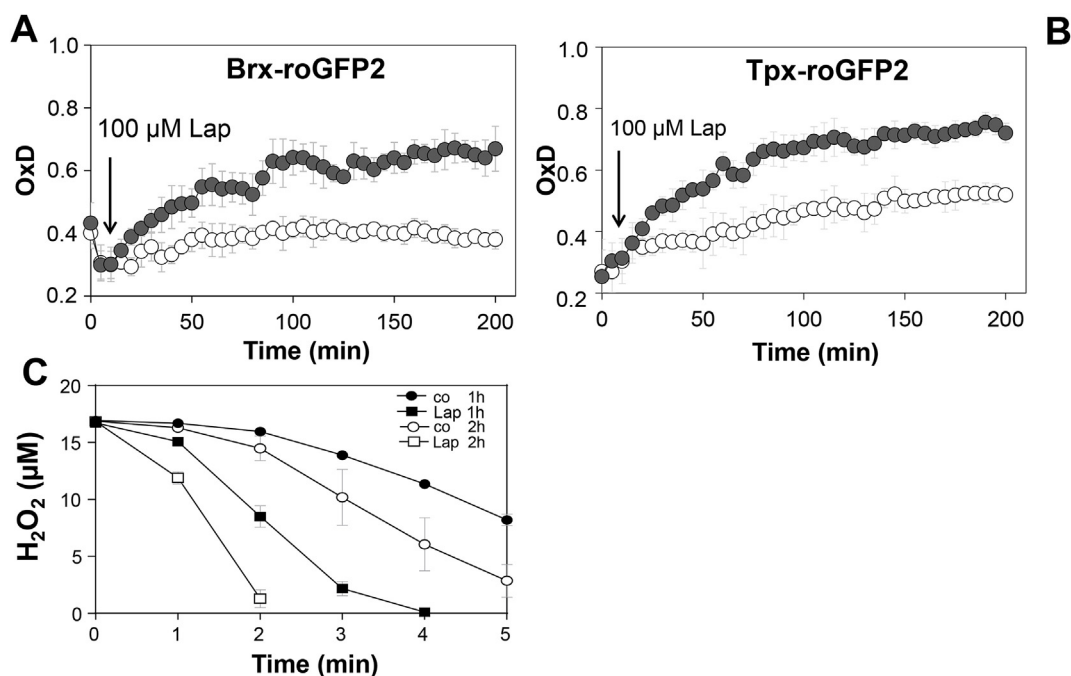 A
B
Brx-roGFP2
100 µM Lap
OxD
1.0
0.8
0.6
0.4
0.2
0
50
100
150
200
Time (min)
Tpx-roGFP2
100 µM Lap
OxD
1.0
0.8
0.6
0.4
0.2
0
50
100
150
200
Time (min)
C
H2O2 (µM)
20
15
10
5
0
co 1h
Lap 1h
co 2h
Lap 2h
0
1
2
3
4
5
Time (min)